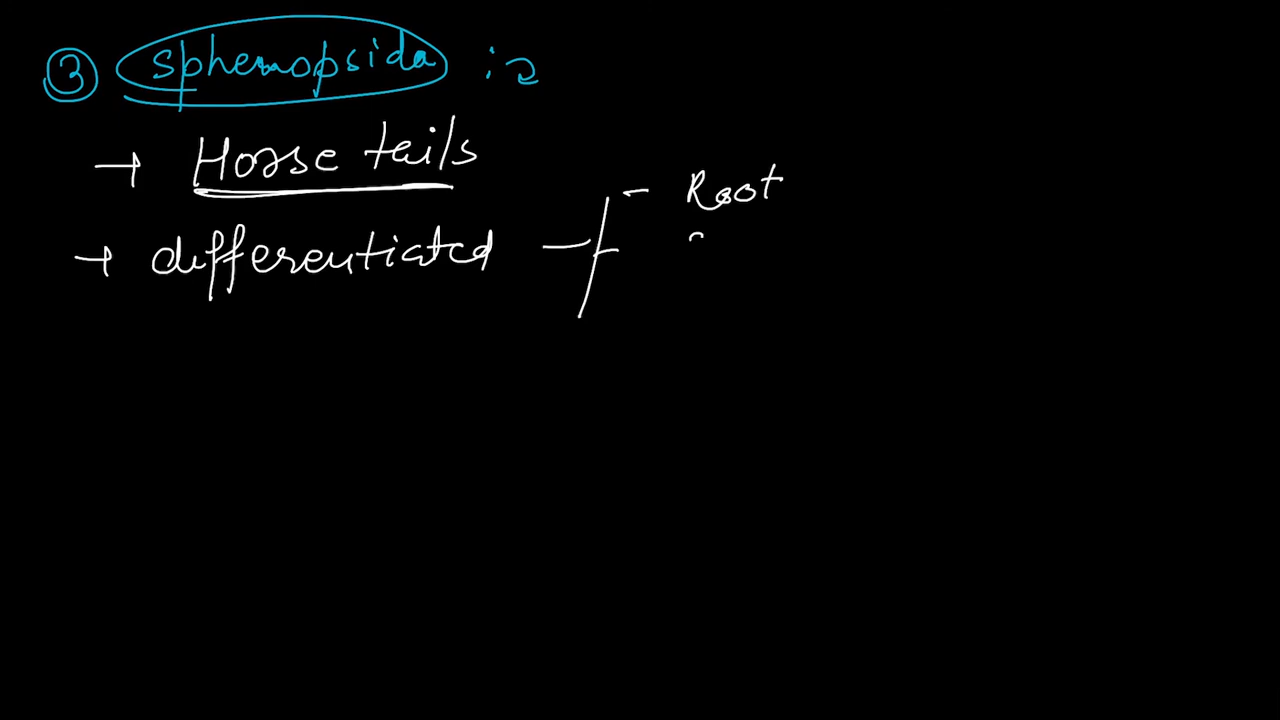 ③ Sphenopsida :-
→ Horse tails
→ differentiated - Root